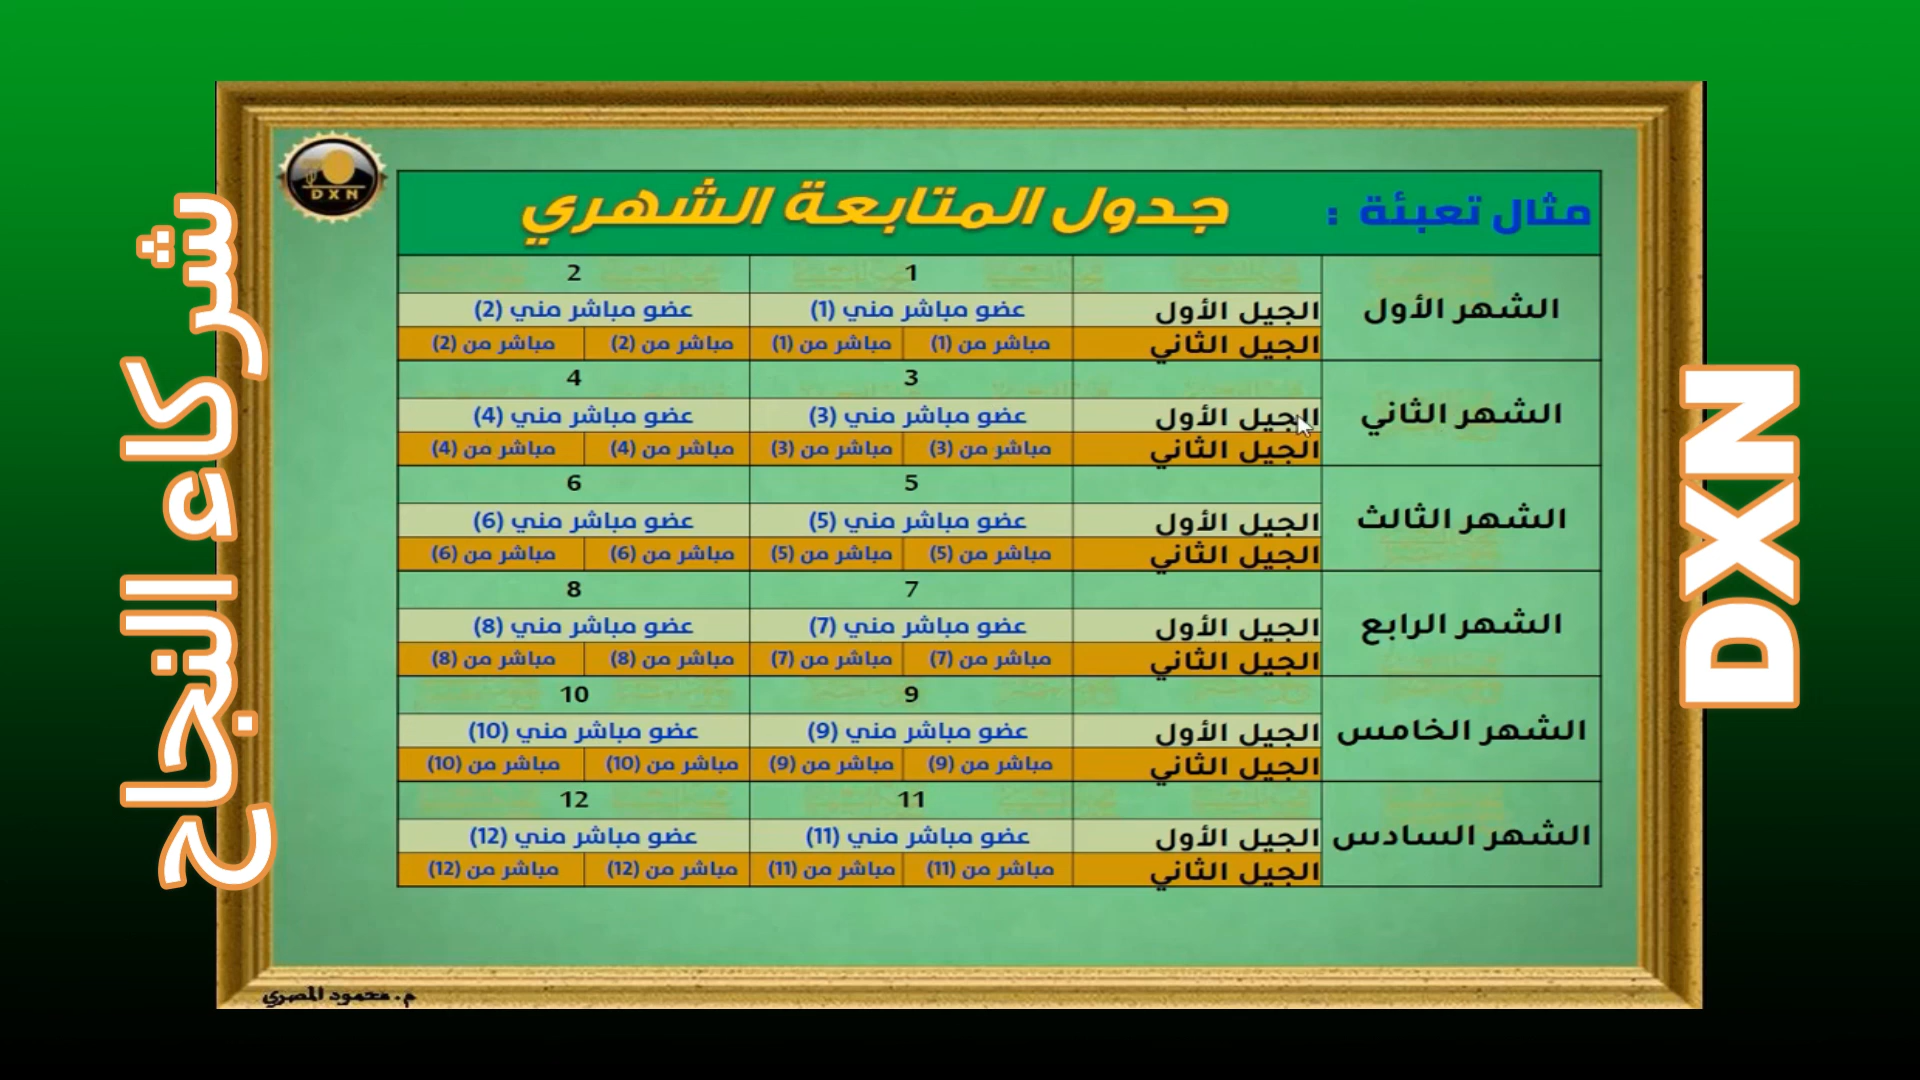 شركاء النجاح
DXN
DXN
مثال تعبئة : جدول المتابعة الشهري
1 2
الشهر الأول
الجيل الأول عضو مباشر مني (1) عضو مباشر مني (2)
الجيل الثاني مباشر من (1) مباشر من (1) مباشر من (2) مباشر من (2)
3 4
الشهر الثاني
الجيل الأول عضو مباشر مني (3) عضو مباشر مني (4)
الجيل الثاني مباشر من (3) مباشر من (3) مباشر من (4) مباشر من (4)
5 6
الشهر الثالث
الجيل الأول عضو مباشر مني (5) عضو مباشر مني (6)
الجيل الثاني مباشر من (5) مباشر من (5) مباشر من (6) مباشر من (6)
7 8
الشهر الرابع
الجيل الأول عضو مباشر مني (7) عضو مباشر مني (8)
الجيل الثاني مباشر من (7) مباشر من (7) مباشر من (8) مباشر من (8)
9 10
الشهر الخامس
الجيل الأول عضو مباشر مني (9) عضو مباشر مني (10)
الجيل الثاني مباشر من (9) مباشر من (9) مباشر من (10) مباشر من (10)
11 12
الشهر السادس
الجيل الأول عضو مباشر مني (11) عضو مباشر مني (12)
الجيل الثاني مباشر من (11) مباشر من (11) مباشر من (12) مباشر من (12)
م. محمود المصري